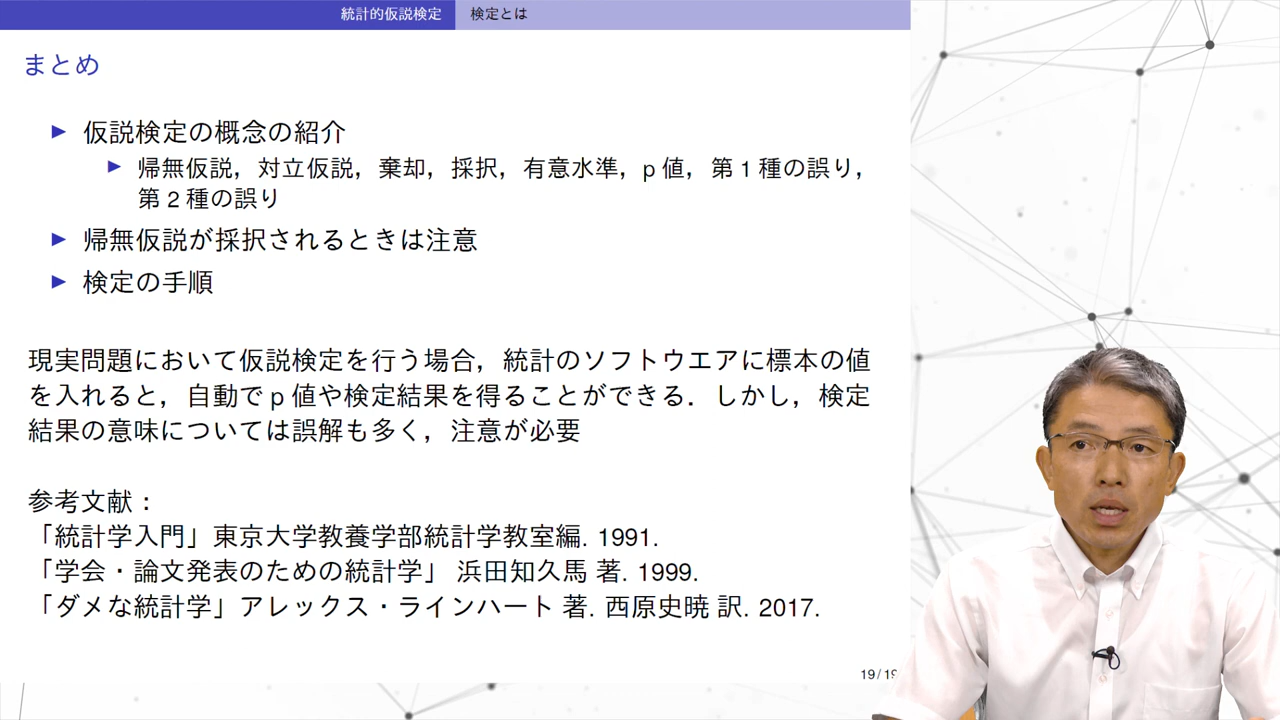 統計的仮説検定 検定とは
まとめ
仮説検定の概念の紹介
帰無仮説，対立仮説，棄却，採択，有意水準，p 値，第 1 種の誤り，
第 2 種の誤り
帰無仮説が採択されるときは注意
検定の手順
現実問題において仮説検定を行う場合，統計のソフトウエアに標本の値
を入れると，自動で p 値や検定結果を得ることができる．しかし，検定
結果の意味については誤解も多く，注意が必要
参考文献：
「統計学入門」東京大学教養学部統計学教室編. 1991.
「学会・論文発表のための統計学」 浜田知久馬 著. 1999.
「ダメな統計学」アレックス・ラインハート 著. 西原史暁 訳. 2017.
19 / 19